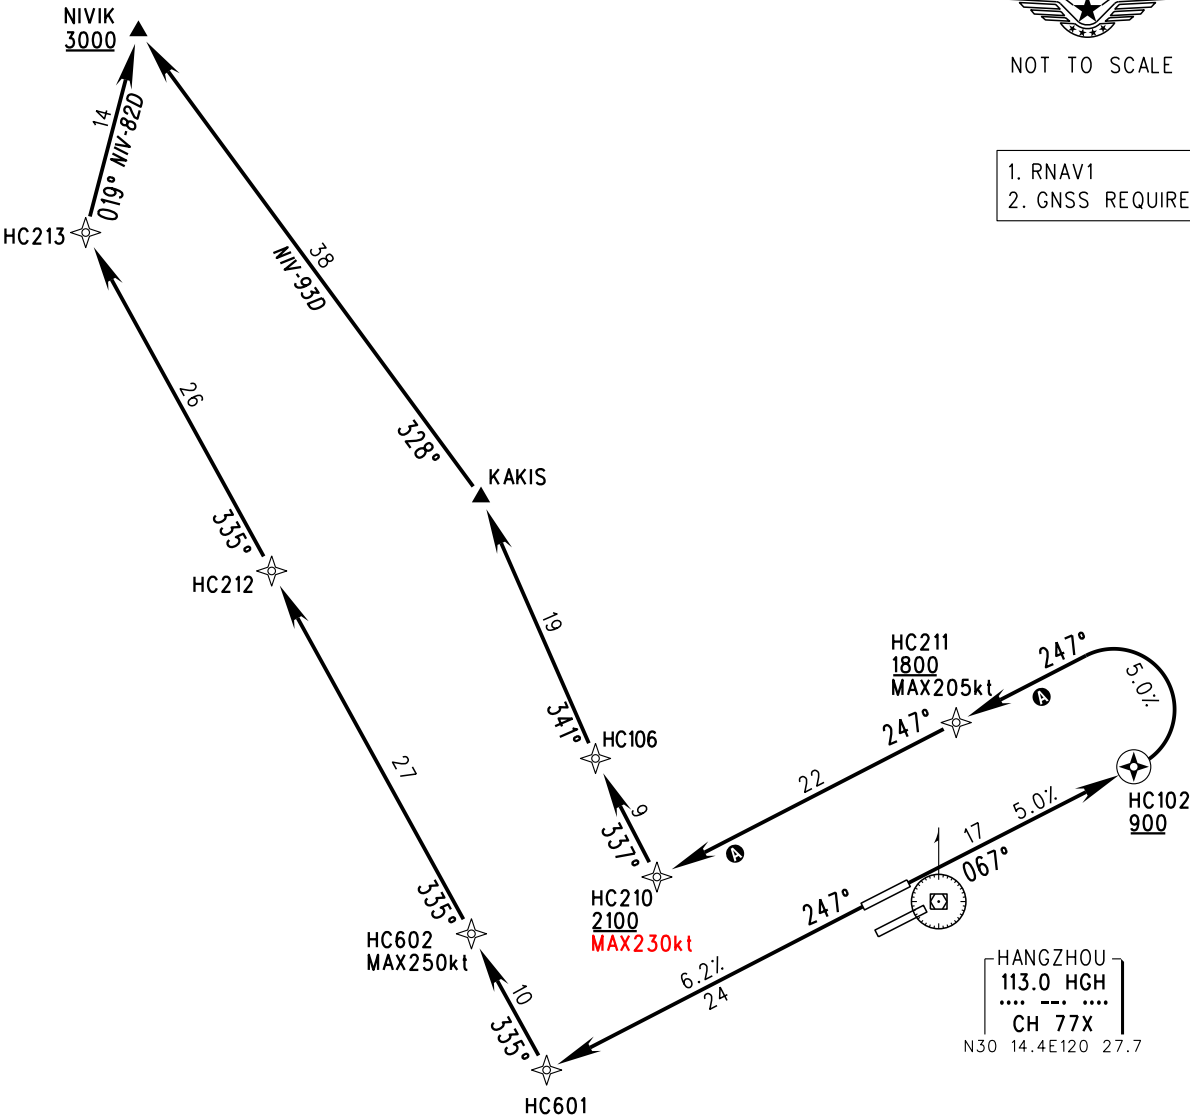 NIVIK
3000
NOT TO SCALE
14
019° NIV-82D
1. RNAV1
2. GNSS REQUIRE
HC213
38
NIV-93D
26
328°
KAKIS
335°
HC212
19
HC211
1800
MAX205kt
247°
A
5.0%
341°
HC106
247°
27
22
HC102
900
9
337°
A
17
5.0%
067°
HC210
2100
MAX230kt
247°
335°
HC602
MAX250kt
6.2%
24
10
335°
HANGZHOU
113.0 HGH
CH 77X
N30 14.4E120 27.7
HC601